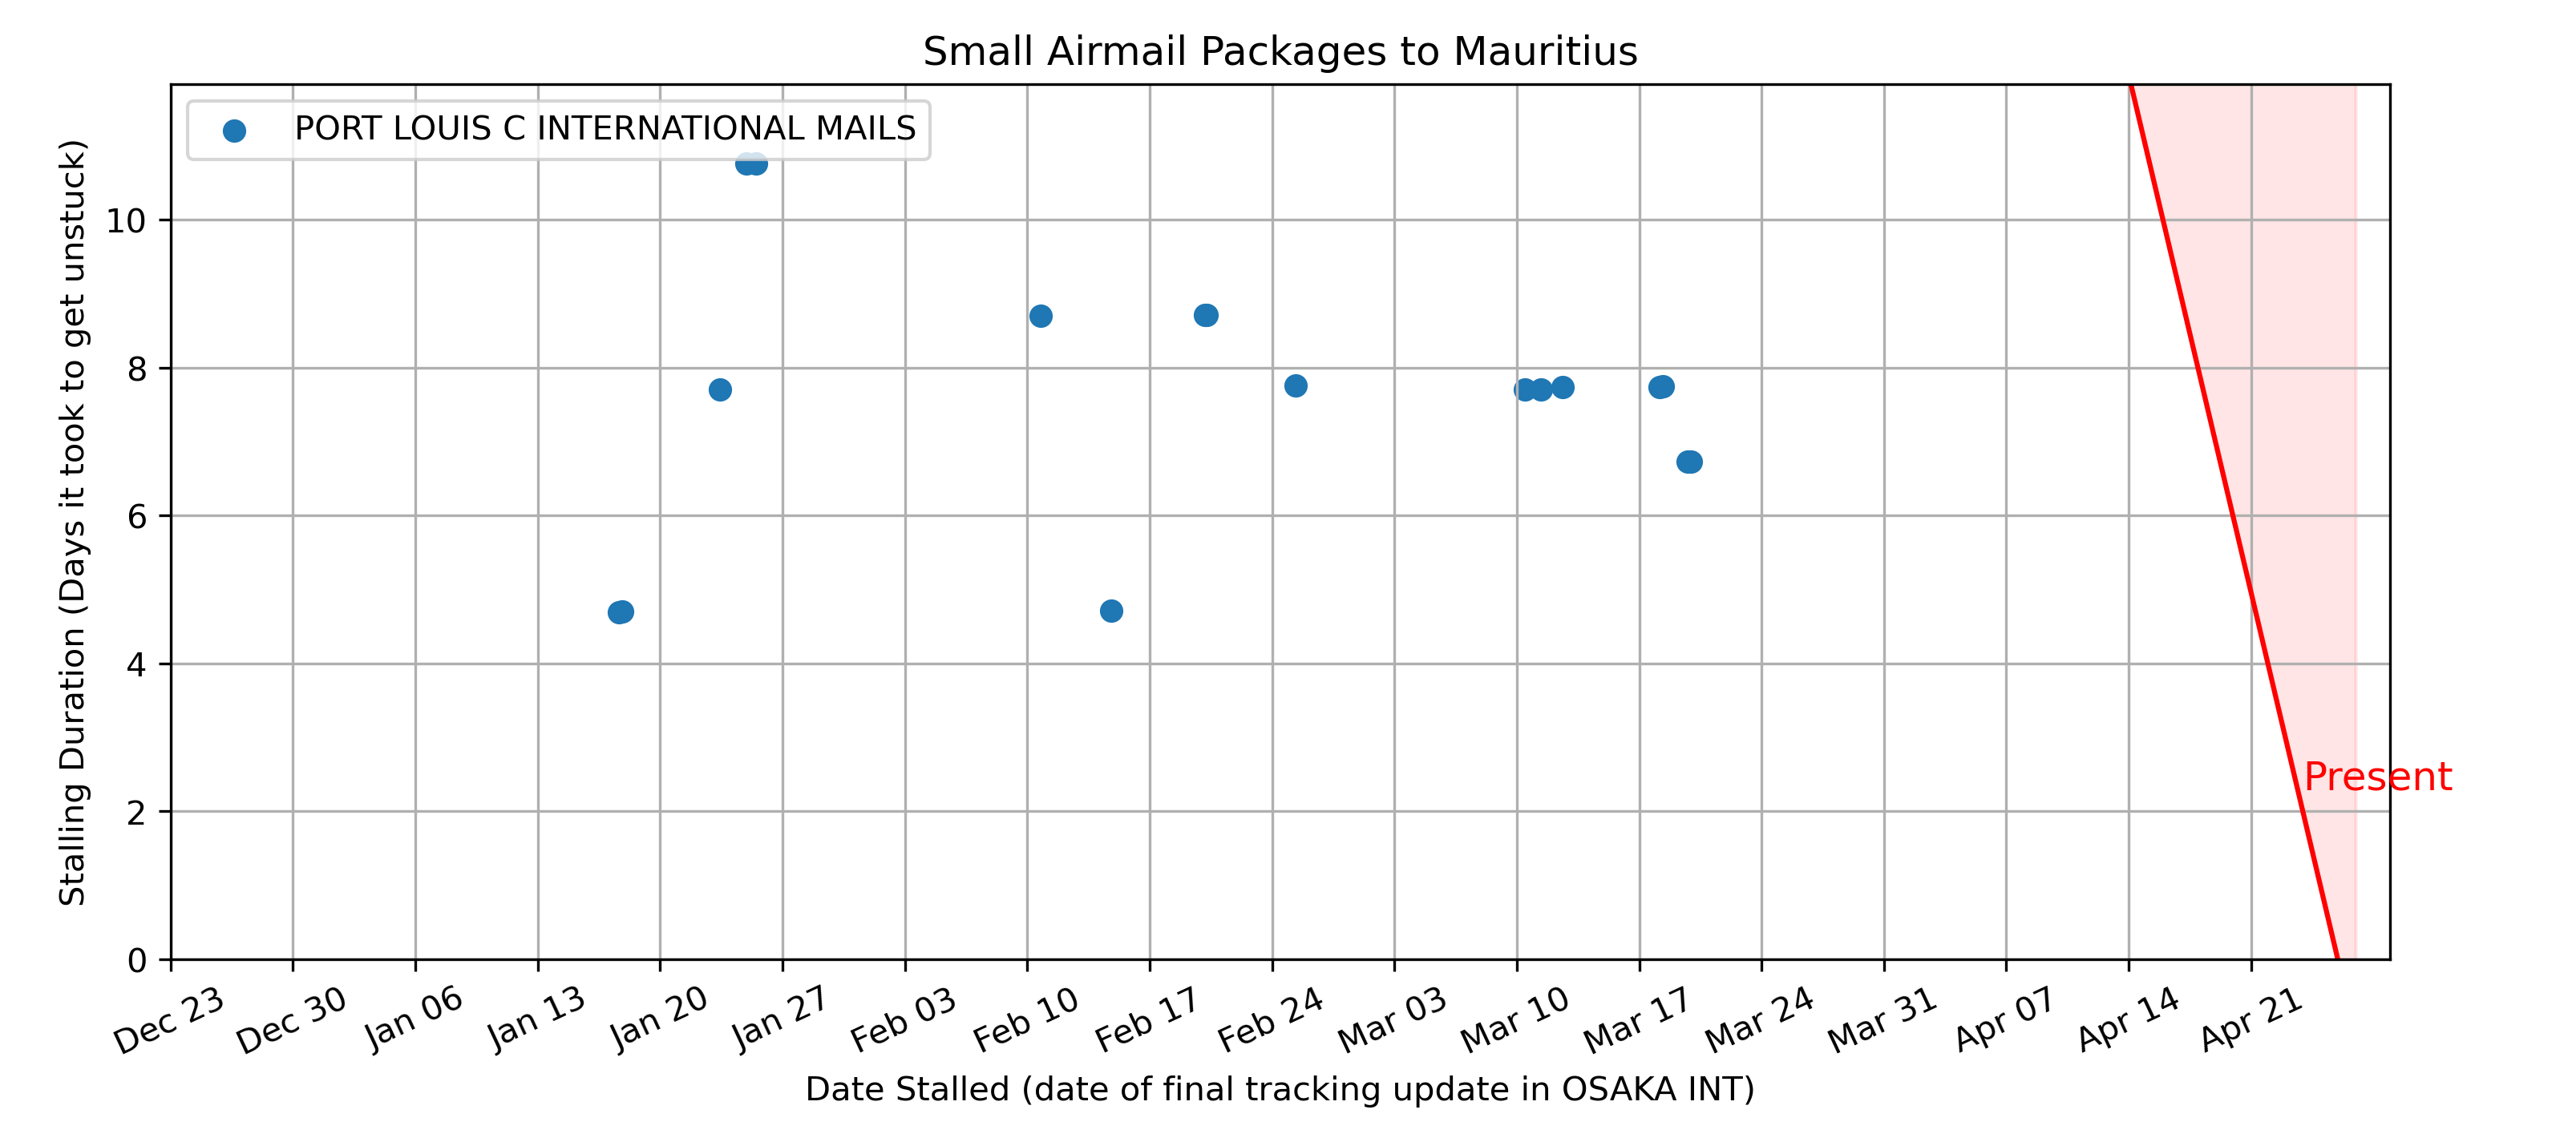 Small Airmail Packages to Mauritius
PORT LOUIS C INTERNATIONAL MAILS
Stalling Duration (Days it took to get unstuck)
10
8
6
4
2
0
Present
Dec 23
Dec 30
Jan 06
Jan 13
Jan 20
Jan 27
Feb 03
Feb 10
Feb 17
Feb 24
Mar 03
Mar 10
Mar 17
Mar 24
Mar 31
Apr 07
Apr 14
Apr 21
Date Stalled (date of final tracking update in OSAKA INT)